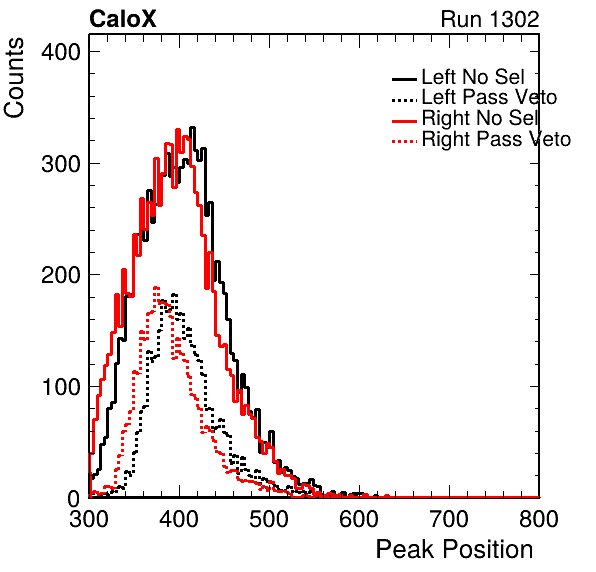 CaloX Run 1302
Counts
400
300
200
100
0
Left No Sel
Left Pass Veto
Right No Sel
Right Pass Veto
300 400 500 600 700 800
Peak Position